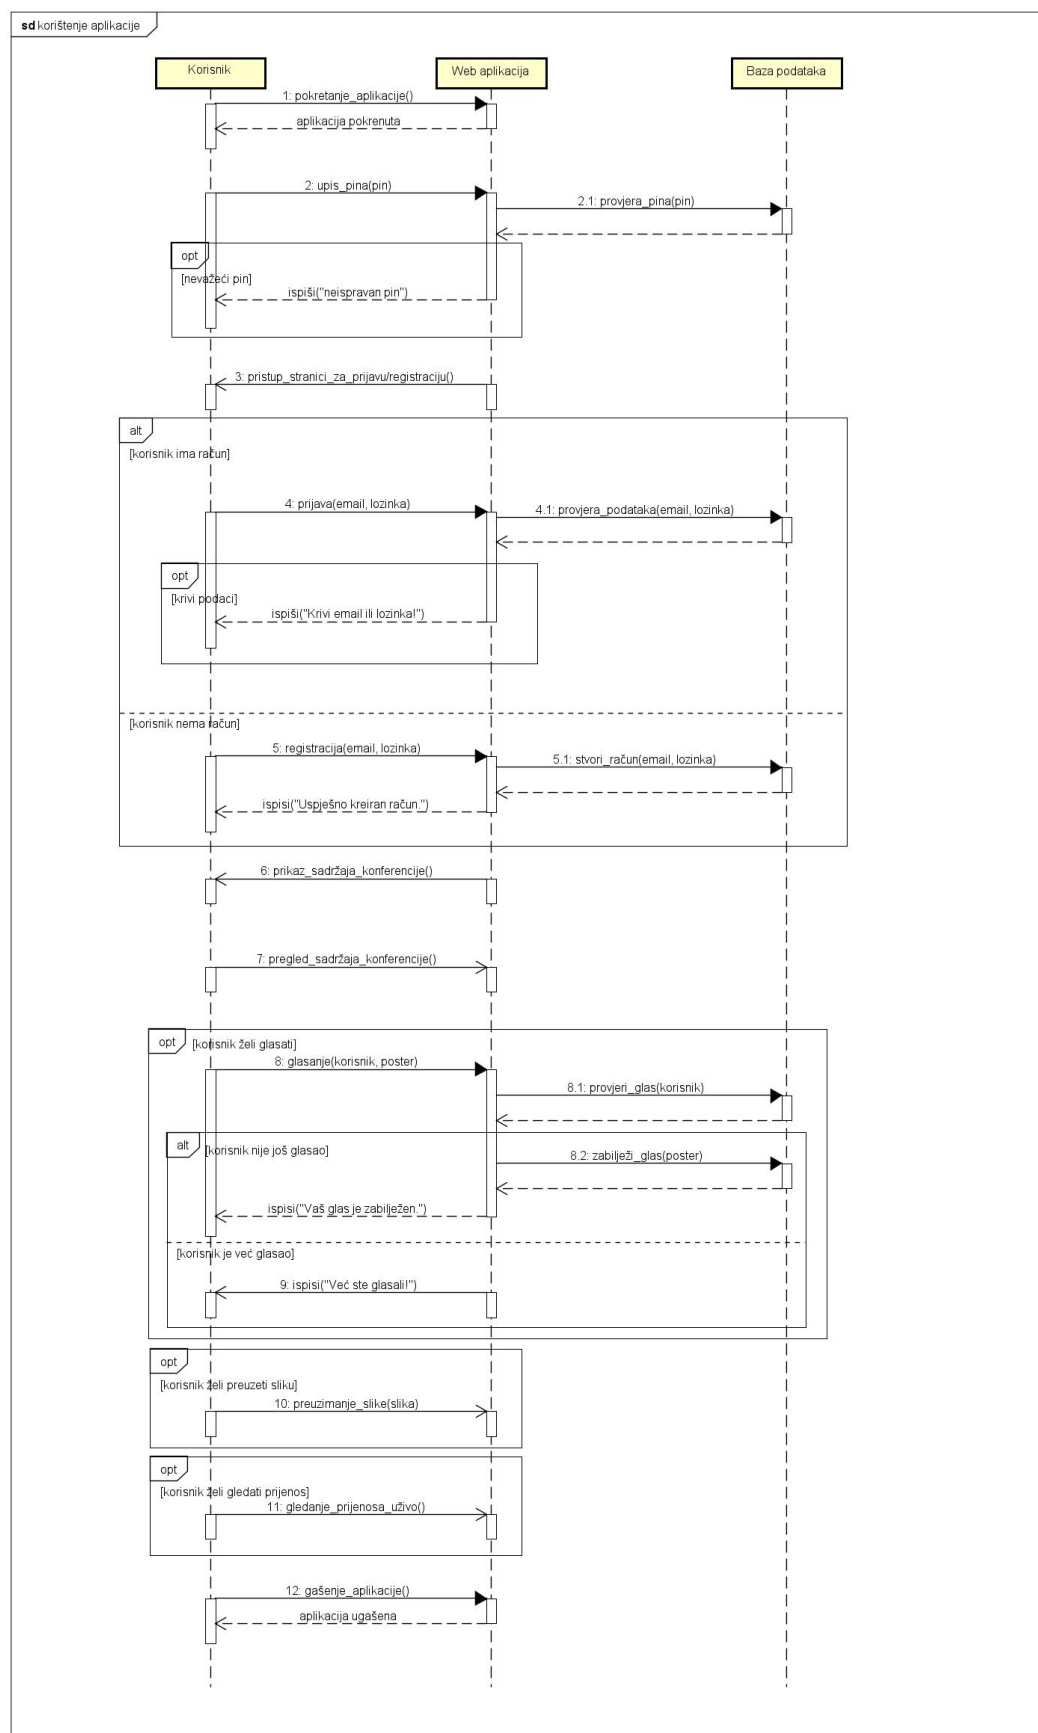 sd korištenje aplikacije
Korisnik
Web aplikacija
Baza podataka
1: pokretanje_aplikacije()
aplikacija pokrenuta
2: upis_pina(pin)
2.1: provjera_pina(pin)
opt
[nevažeći pin]
ispiši("neispravan pin")
3: pristup_stranici_za_prijavu/registraciju()
alt
[korisnik ima račun]
4: prijava(email, lozinka)
4.1: provjera_podataka(email, lozinka)
opt
[krivi podaci]
ispiši("Krivi email ili lozinka!")
[korisnik nema račun]
5: registracija(email, lozinka)
5.1: stvori_račun(email, lozinka)
ispisi("Uspješno kreiran račun.")
6: prikaz_sadržaja_konferencije()
7: pregled_sadržaja_konferencije()
opt
[korisnik želi glasati]
8: glasanje(korisnik, poster)
8.1: provjeri_glas(korisnik)
alt
[korisnik nije još glasao]
8.2: zabilježi_glas(poster)
ispisi("Vaš glas je zabilježen.")
[korisnik je već glasao]
9: ispisi("Već ste glasali!")
opt
[korisnik želi preuzeti sliku]
10: preuzimanje_slike(slika)
opt
[korisnik želi gledati prijenos]
11: gledanje_prijenosa_uživo()
12: gašenje_aplikacije()
aplikacija ugašena